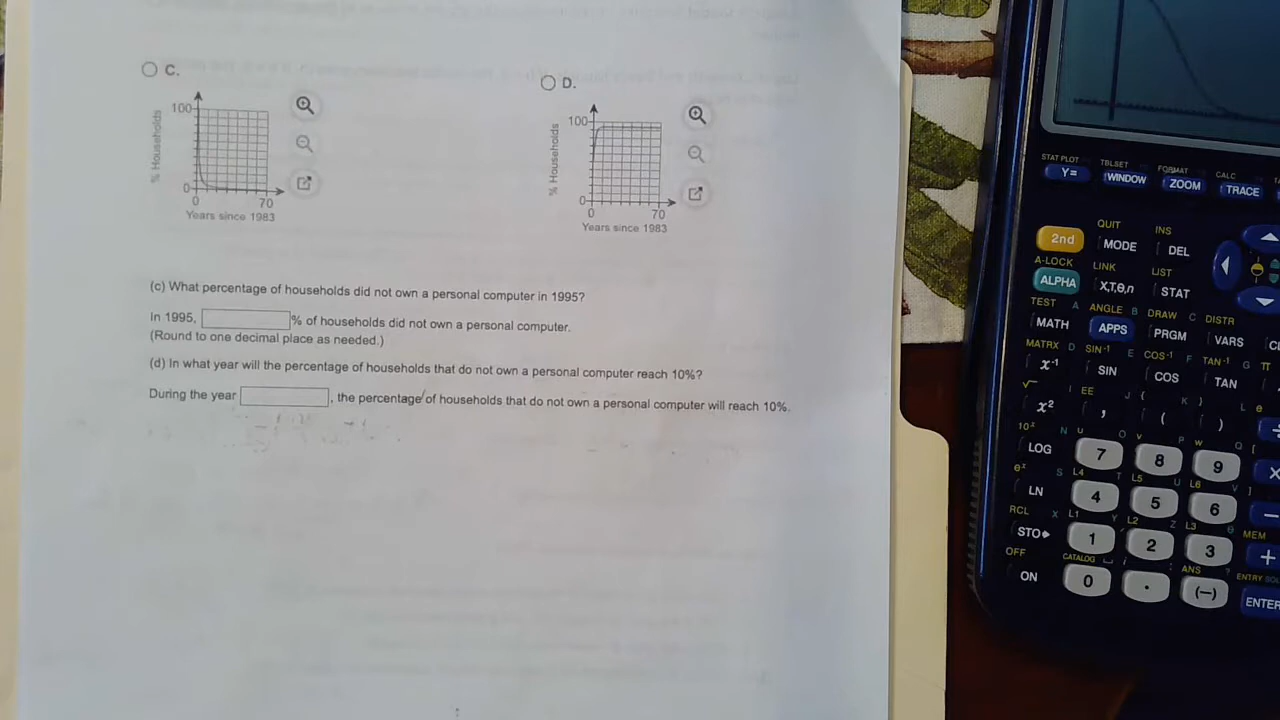 C.
D.
100
% Households
0
0
70
Years since 1983
100
% Households
0
0
70
Years since 1983
(c) What percentage of households did not own a personal computer in 1995?
In 1995, % of households did not own a personal computer.
(Round to one decimal place as needed.)
(d) In what year will the percentage of households that do not own a personal computer reach 10%?
During the year , the percentage of households that do not own a personal computer will reach 10%.
STAT PLOT TBLSET FORMAT CALC
Y= WINDOW ZOOM TRACE
QUIT INS
2nd MODE DEL
A-LOCK LINK LIST
ALPHA X,T,θ,n STAT
TEST A ANGLE B DRAW C DISTR
MATH APPS PRGM VARS
MATRX D SIN-1 E COS-1 F TAN-1 G π
x-1 SIN COS TAN
√ I EE J { K } L e
x² , ( )
10ˣ N u O v P w Q [
LOG 7 8 9 ÷
eˣ S L4 T L5 U L6 V ]
LN 4 5 6 −
RCL X L1 Y L2 Z L3 θ MEM
STO▸ 1 2 3 +
OFF CATALOG i : ANS ? ENTRY
ON 0 . (−) ENTER